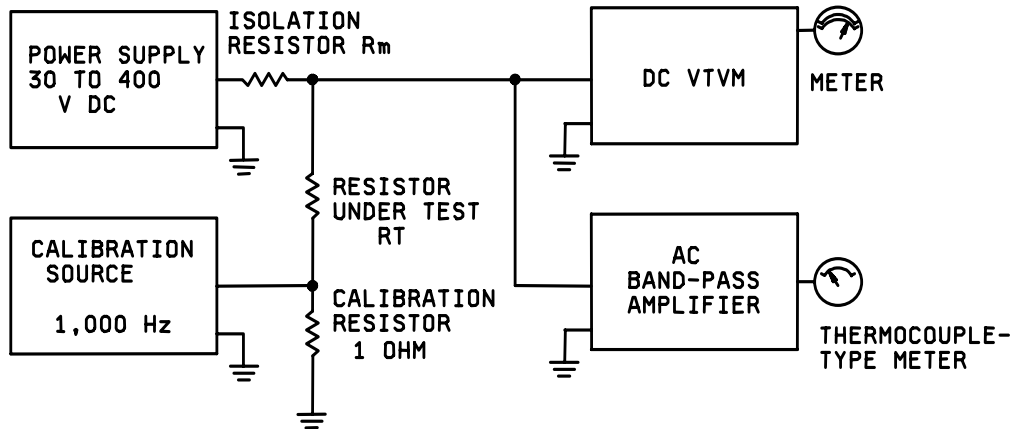 ISOLATION
RESISTOR Rm
POWER SUPPLY
30 TO 400
V DC
DC VTVM
METER
RESISTOR
UNDER TEST
RT
CALIBRATION
SOURCE
1,000 Hz
CALIBRATION
RESISTOR
1 OHM
AC
BAND-PASS
AMPLIFIER
THERMOCOUPLE-
TYPE METER